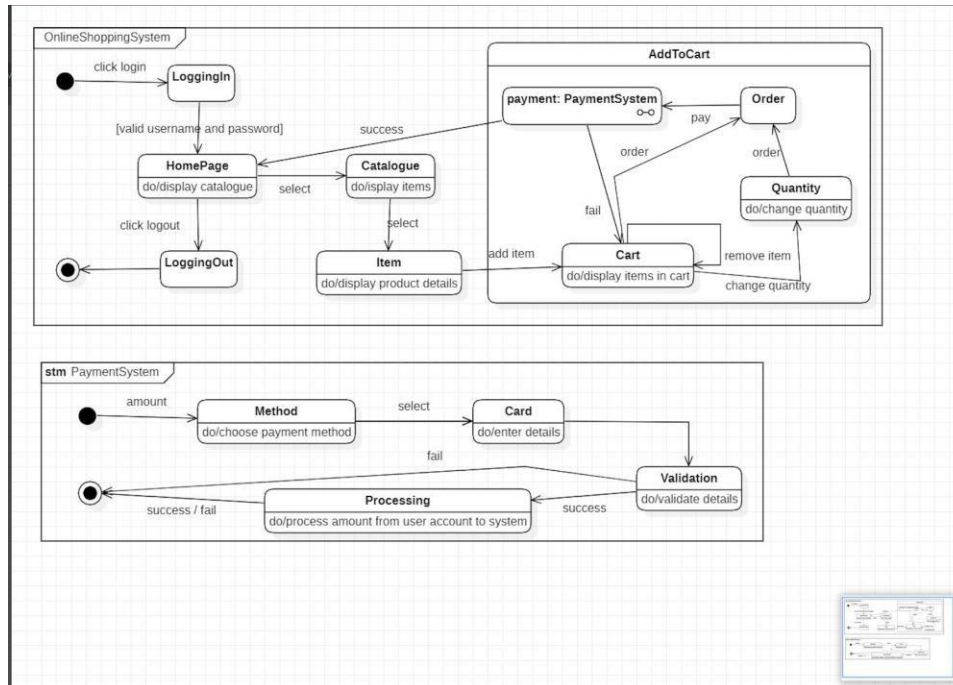 OnlineShoppingSystem
click login
LoggingIn
[valid username and password]
HomePage
do/display catalogue
select
Catalogue
do/isplay items
select
Item
do/display product details
click logout
LoggingOut
success
add item
AddToCart
payment: PaymentSystem
pay
Order
order
order
Quantity
do/change quantity
fail
Cart
do/display items in cart
remove item
change quantity
stm PaymentSystem
amount
Method
do/choose payment method
select
Card
do/enter details
fail
Validation
do/validate details
success
Processing
do/process amount from user account to system
success / fail